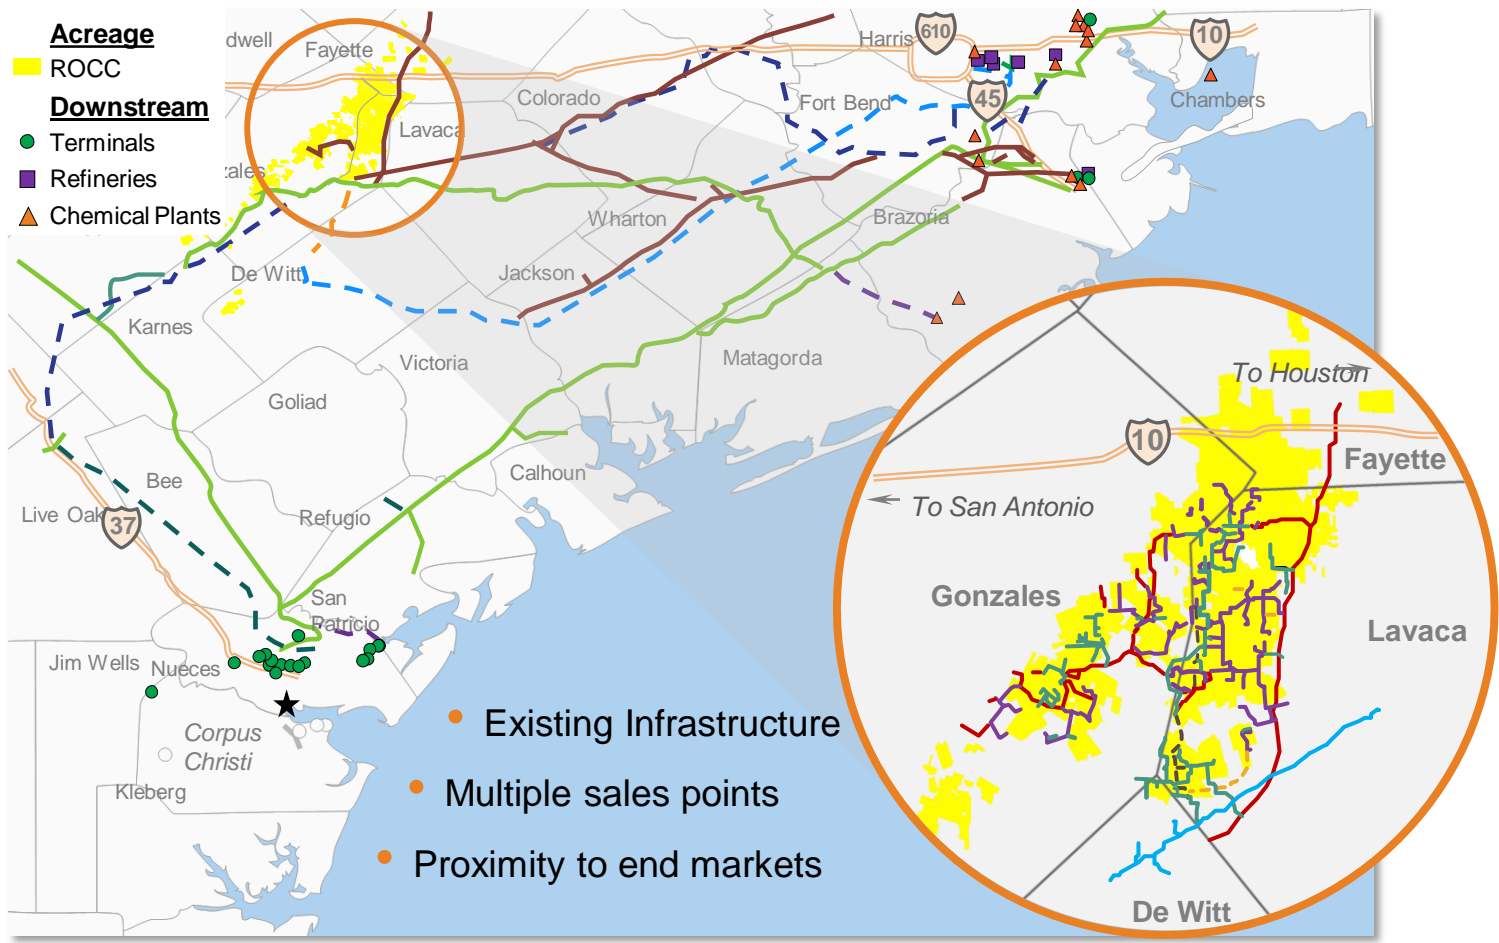 Acreage
ROCC
Downstream
Terminals
Refineries
Chemical Plants
dwell
Fayette
Lavaca
zales
Colorado
Harris
610
10
45
Fort Bend
Chambers
Wharton
Brazoria
De Witt
Jackson
Karnes
Victoria
Matagorda
Goliad
Bee
Calhoun
Live Oak
37
Refugio
San
Patricio
Jim Wells
Nueces
Corpus
Christi
Kleberg
Existing Infrastructure
Multiple sales points
Proximity to end markets
To Houston
10
Fayette
To San Antonio
Gonzales
Lavaca
De Witt